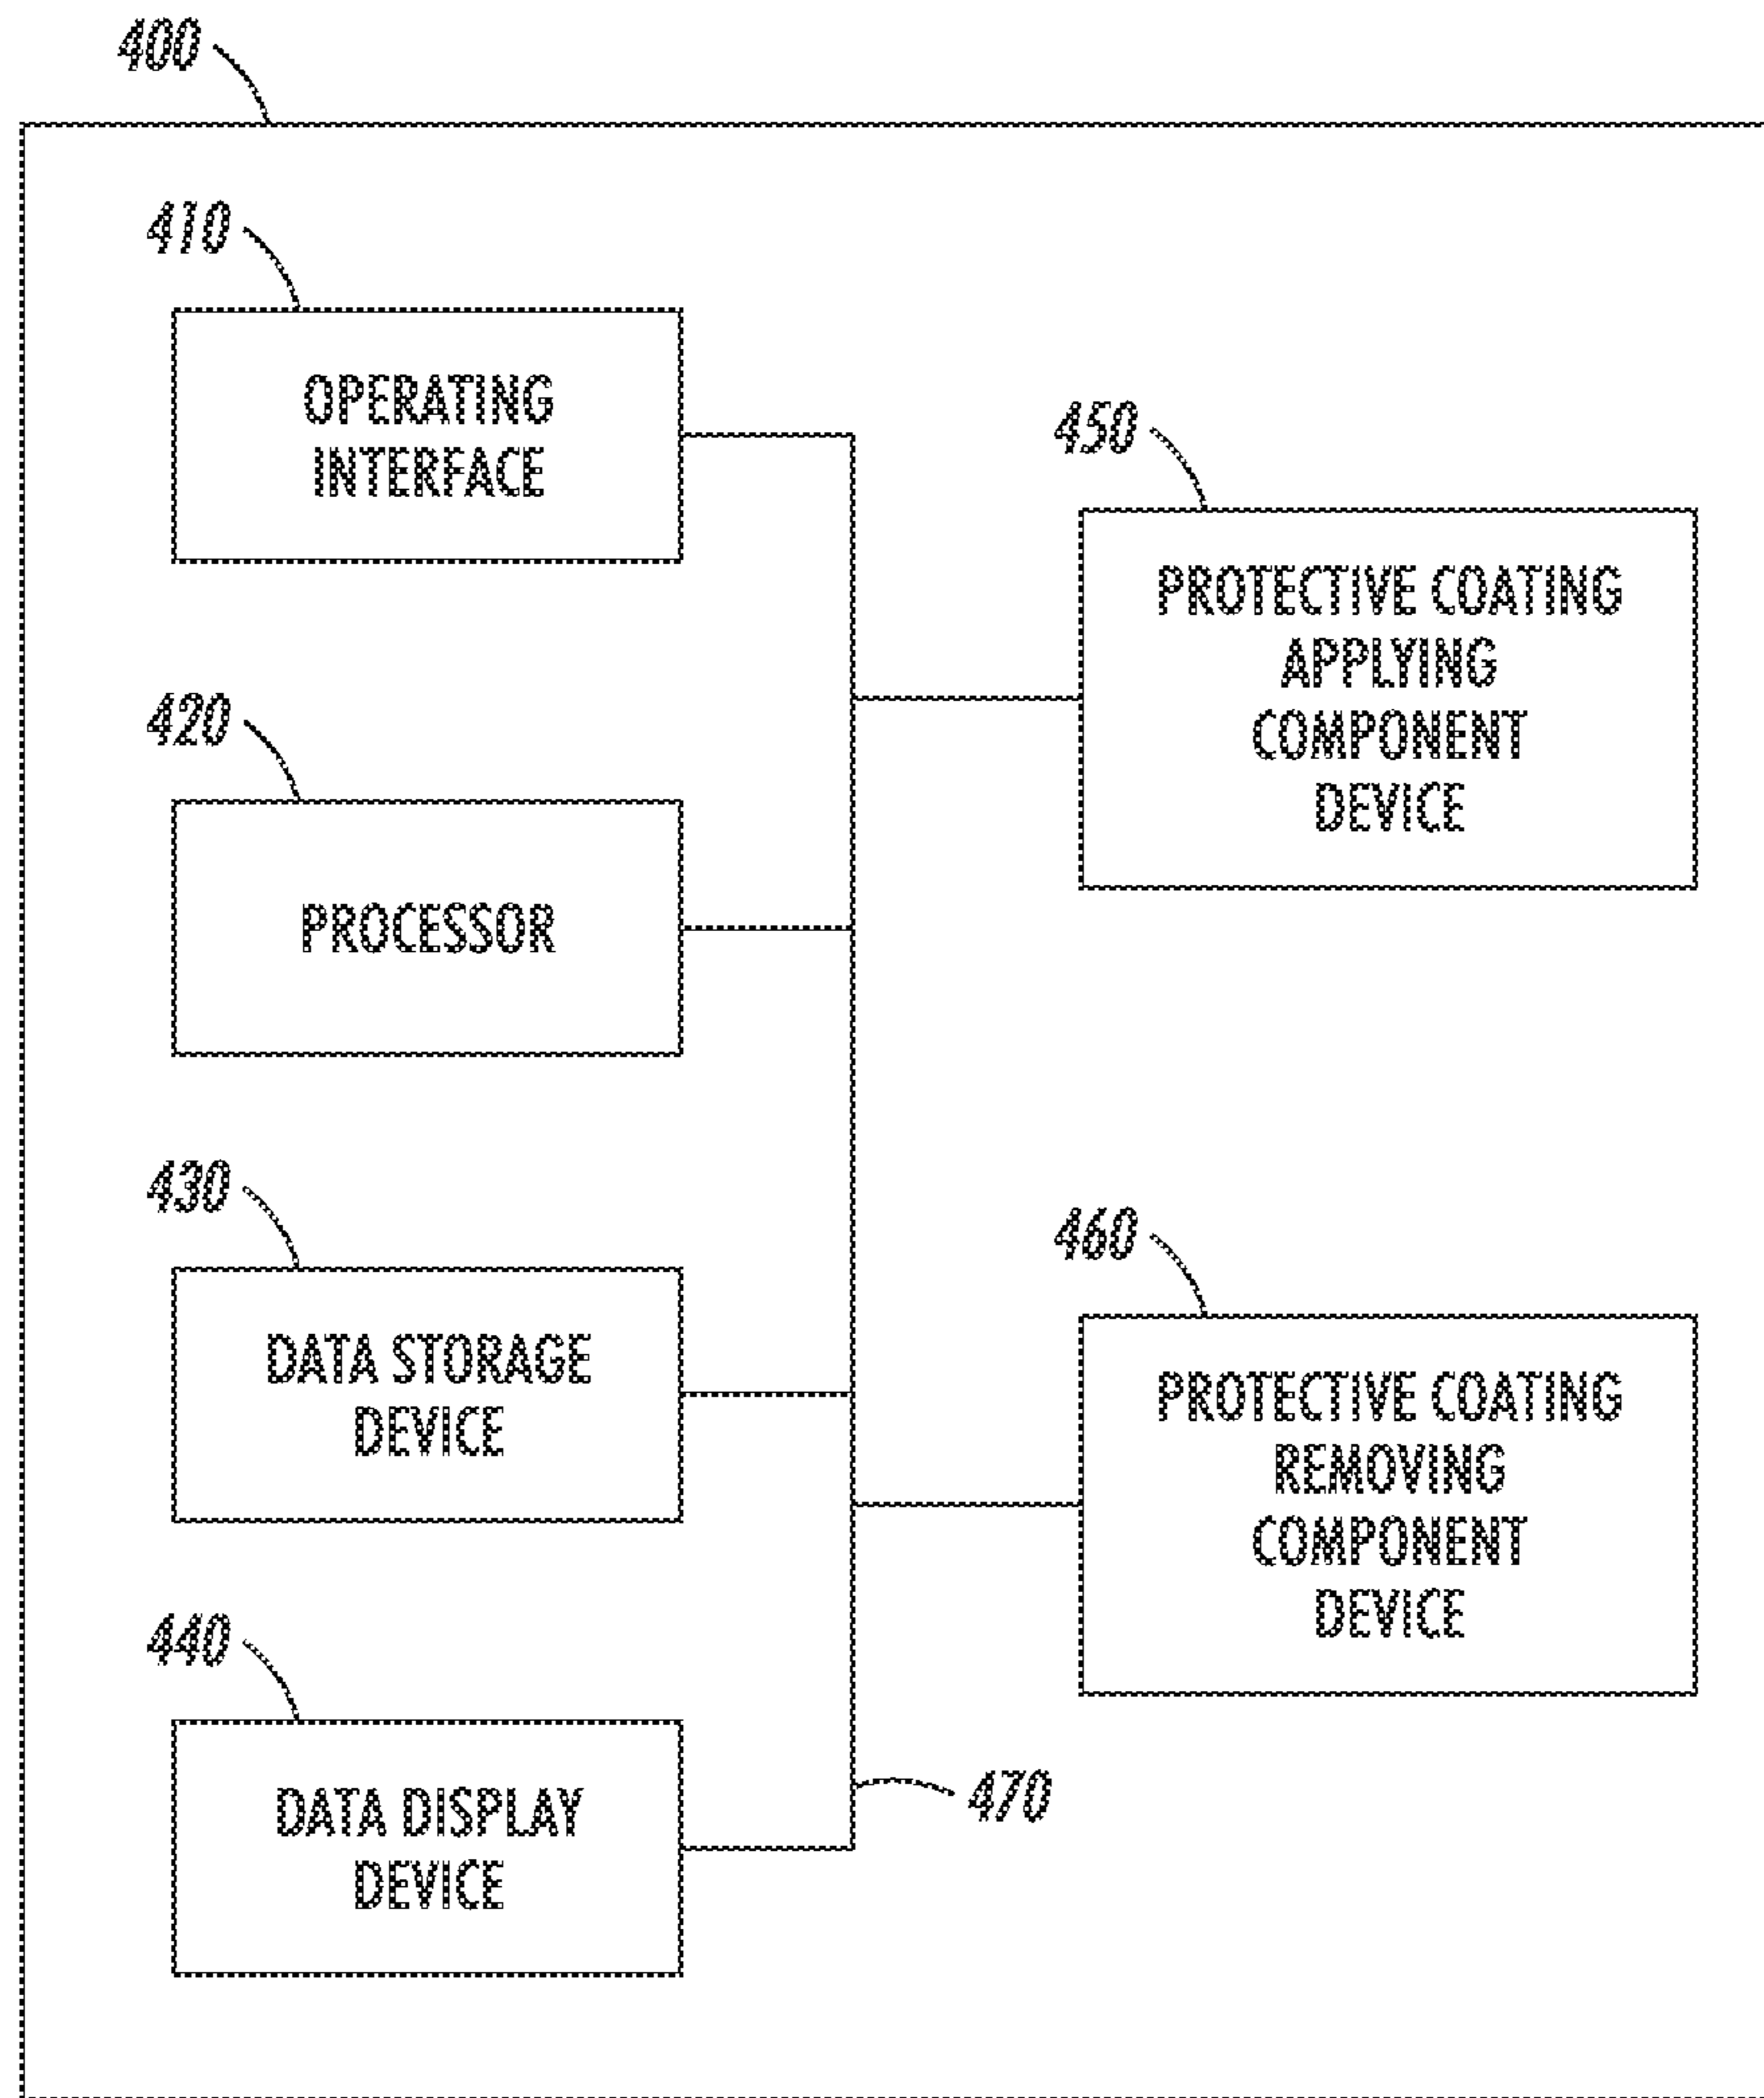 400
410
OPERATING
INTERFACE
420
PROCESSOR
430
DATA STORAGE
DEVICE
440
DATA DISPLAY
DEVICE
450
PROTECTIVE COATING
APPLYING
COMPONENT
DEVICE
460
PROTECTIVE COATING
REMOVING
COMPONENT
DEVICE
470